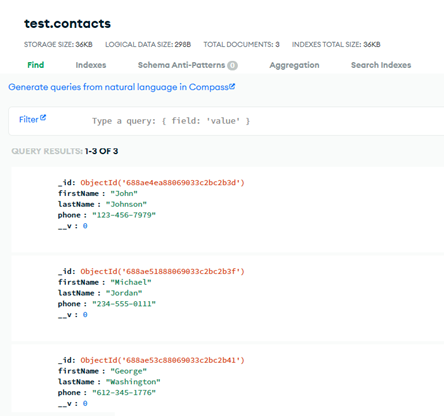 test.contacts
STORAGE SIZE: 36KB LOGICAL DATA SIZE: 298B TOTAL DOCUMENTS: 3 INDEXES TOTAL SIZE: 36KB
Find Indexes Schema Anti-Patterns 0 Aggregation Search Indexes
Generate queries from natural language in Compass
Filter Type a query: { field: 'value' }
QUERY RESULTS: 1-3 OF 3
_id: ObjectId('688ae4ea88069033c2bc2b3d')
firstName : "John"
lastName : "Johnson"
phone : "123-456-7979"
__v : 0
_id: ObjectId('688ae51888069033c2bc2b3f')
firstName : "Michael"
lastName : "Jordan"
phone : "234-555-0111"
__v : 0
_id: ObjectId('688ae53c88069033c2bc2b41')
firstName : "George"
lastName : "Washington"
phone : "612-345-1776"
__v : 0